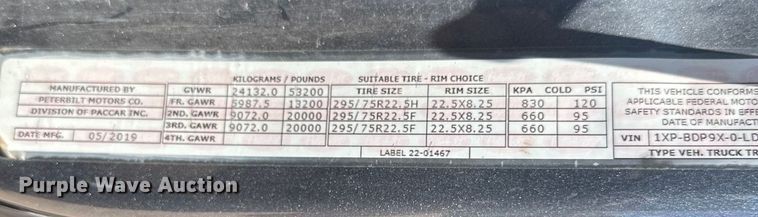 KILOGRAMS / POUNDS SUITABLE TIRE - RIM CHOICE
MANUFACTURED BY GVWR 24132.0 53200 TIRE SIZE RIM SIZE KPA COLD PSI
PETERBILT MOTORS CO. FR. GAWR 5987.5 13200 295/75R22.5H 22.5X8.25 830 120
DIVISION OF PACCAR INC. 2ND. GAWR 9072.0 20000 295/75R22.5F 22.5X8.25 660 95
3RD. GAWR 9072.0 20000 295/75R22.5F 22.5X8.25 660 95
DATE MFG. 05/2019 4TH. GAWR
LABEL 22-01467
THIS VEHICLE CONFORMS
APPLICABLE FEDERAL MOTO
SAFETY STANDARDS IN EFFE
DATE OF MANUFACT
VIN 1XP-BDP9X-0-LD
TYPE VEH. TRUCK TR
Purple Wave Auction